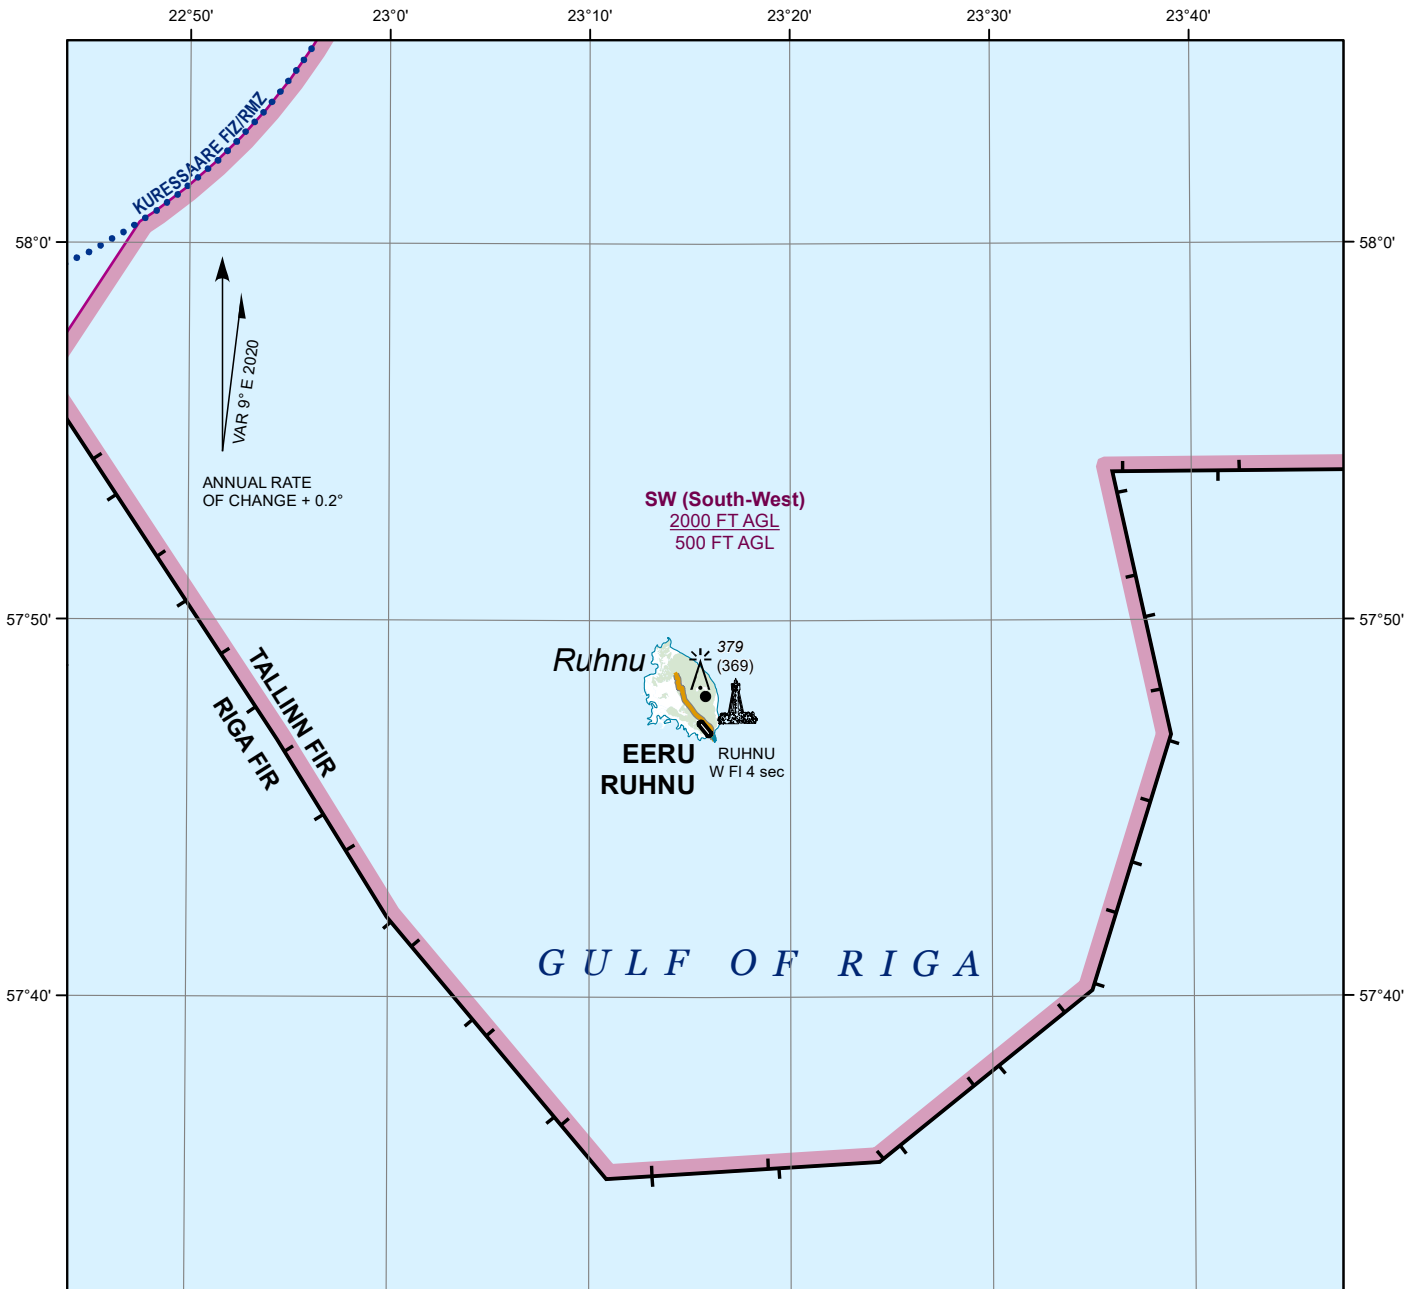 22°50'
23°0'
23°10'
23°20'
23°30'
23°40'
KURESSAARE FIZ/RMZ
58°0'
58°0'
VAR 9° E 2020
ANNUAL RATE
OF CHANGE + 0.2°
SW (South-West)
2000 FT AGL
500 FT AGL
57°50'
57°50'
Ruhnu
379
(369)
TALLINN FIR
RIGA FIR
EERU
RUHNU
RUHNU
W Fl 4 sec
GULF OF RIGA
57°40'
57°40'